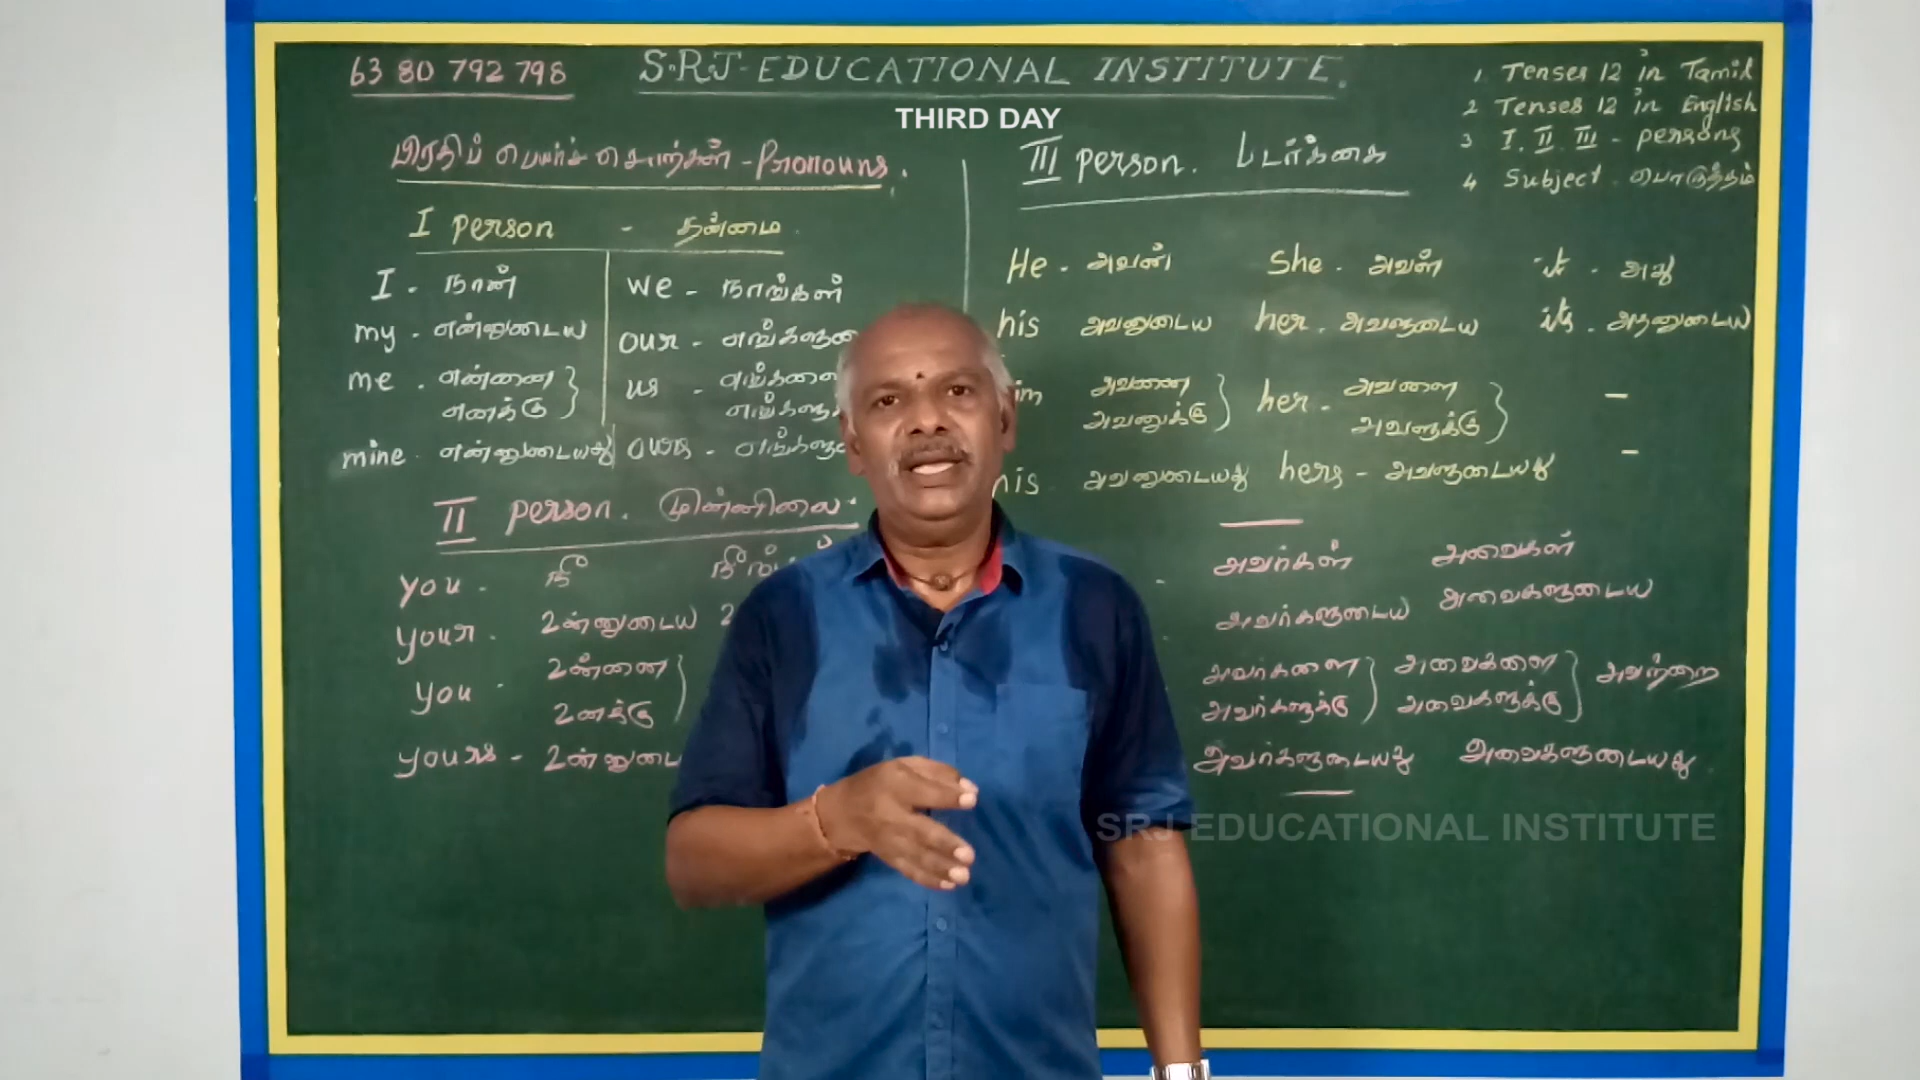 63 80 792 798
S.R.J. EDUCATIONAL INSTITUTE.
THIRD DAY
1 Tenses 12 in Tamil
2 Tenses 12 in English
3 I. II. III - persons
4 Subject. பொருத்தம்
பிரதிப் பெயர்ச் சொற்கள் - Pronouns.
I person - தன்மை
I - நான்
my - என்னுடைய
me - என்னை
எனக்கு
mine - என்னுடையது
we - நாங்கள்
our -
us -
ours -
II person. முன்னிலை.
you - நீ
your - உன்னுடைய
you - உன்னை
உனக்கு
yours -
III person. படர்க்கை
He - அவன் She - அவள் it - அது
his அவனுடைய her - அவளுடைய its - அதனுடைய
அவனை her - அவளை -
அவனுக்கு அவளுக்கு
அவனுடையது hers - அவளுடையது -
அவர்கள் அவைகள்
அவர்களுடைய அவைகளுடைய
அவர்களை அவைகளை அவற்றை
அவர்களுக்கு அவைகளுக்கு
அவர்களுடையது அவைகளுடையது
SRJ EDUCATIONAL INSTITUTE